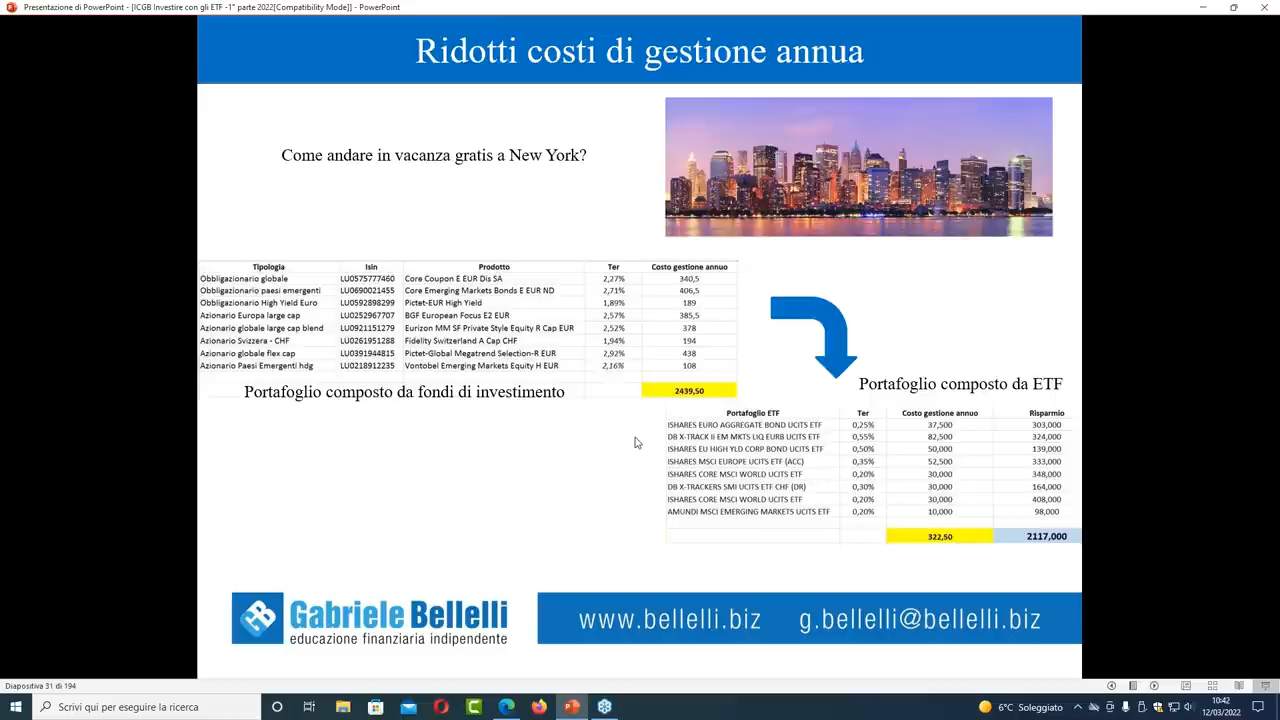 Presentazione di PowerPoint - [ICGB Investire con gli ETF -1° parte 2022[Compatibility Mode]] - PowerPoint
Ridotti costi di gestione annua
Come andare in vacanza gratis a New York?
Tipologia Isin Prodotto Ter Costo gestione annuo
Obbligazionario globale LU0575777460 Core Coupon E EUR Dis SA 2,27% 340,5
Obbligazionario paesi emergenti LU0690021455 Core Emerging Markets Bonds E EUR ND 2,71% 406,5
Obbligazionario High Yield Euro LU0592898299 Pictet-EUR High Yield 1,89% 189
Azionario Europa large cap LU0252967707 BGF European Focus E2 EUR 2,57% 385,5
Azionario globale large cap blend LU0921151279 Eurizon MM SF Private Style Equity R Cap EUR 2,52% 378
Azionario Svizzera - CHF LU0261951288 Fidelity Switzerland A Cap CHF 1,94% 194
Azionario globale flex cap LU0391944815 Pictet-Global Megatrend Selection-R EUR 2,92% 438
Azionario Paesi Emergenti hdg LU0218912235 Vontobel Emerging Markets Equity H EUR 2,16% 108
2439,50
Portafoglio composto da fondi di investimento
Portafoglio composto da ETF
Portafoglio ETF Ter Costo gestione annuo Risparmio
ISHARES EURO AGGREGATE BOND UCITS ETF 0,25% 37,500 303,000
DB X-TRACK II EM MKTS LIQ EURB UCITS ETF 0,55% 82,500 324,000
ISHARES EU HIGH YLD CORP BOND UCITS ETF 0,50% 50,000 139,000
ISHARES MSCI EUROPE UCITS ETF (ACC) 0,35% 52,500 333,000
ISHARES CORE MSCI WORLD UCITS ETF 0,20% 30,000 348,000
DB X-TRACKERS SMI UCITS ETF CHF (DR) 0,30% 30,000 164,000
ISHARES CORE MSCI WORLD UCITS ETF 0,20% 30,000 408,000
AMUNDI MSCI EMERGING MARKETS UCITS ETF 0,20% 10,000 98,000
322,50 2117,000
Gabriele Bellelli
educazione finanziaria indipendente
www.bellelli.biz g.bellelli@bellelli.biz
Diapositiva 31 di 194
Scrivi qui per eseguire la ricerca
6°C Soleggiato
10:42
12/03/2022